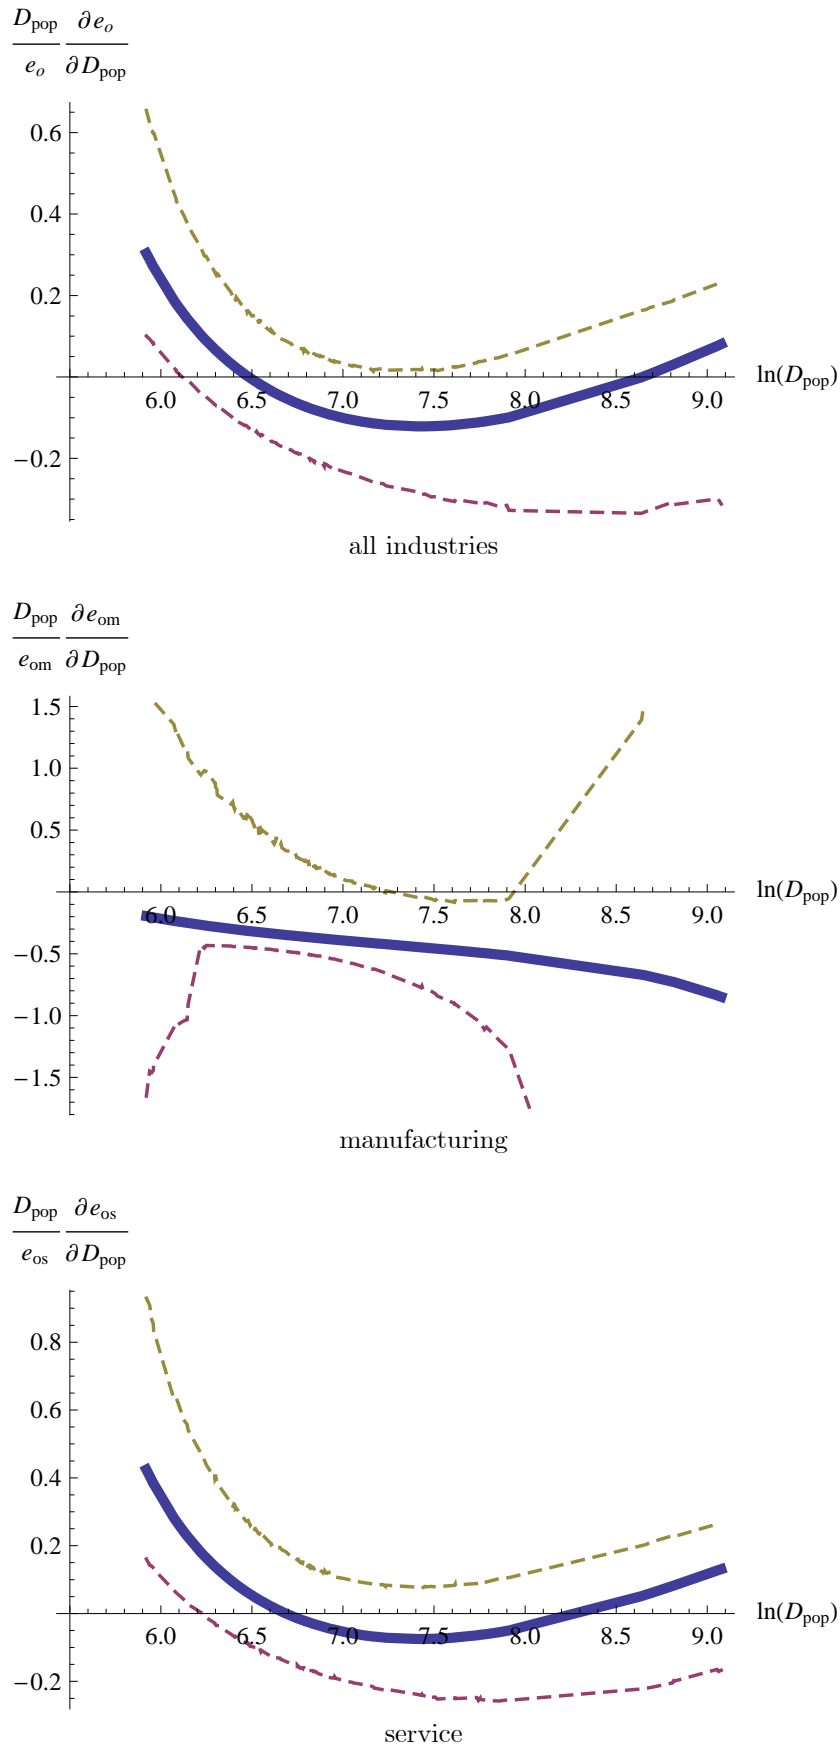 D_pop ∂e_o
e_o ∂D_pop
0.6
0.4
0.2
ln(D_pop)
6.0 6.5 7.0 7.5 8.0 8.5 9.0
−0.2
all industries
D_pop ∂e_om
e_om ∂D_pop
1.5
1.0
0.5
ln(D_pop)
6.0 6.5 7.0 7.5 8.0 8.5 9.0
−0.5
−1.0
−1.5
manufacturing
D_pop ∂e_os
e_os ∂D_pop
0.8
0.6
0.4
0.2
ln(D_pop)
6.0 6.5 7.0 7.5 8.0 8.5 9.0
−0.2
service